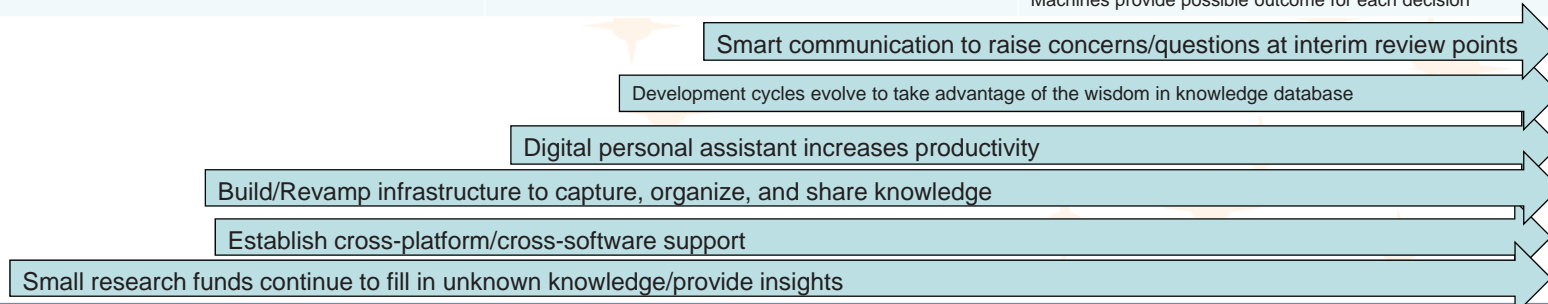 Machines provide possible outcome for each decision
Smart communication to raise concerns/questions at interim review points
Development cycles evolve to take advantage of the wisdom in knowledge database
Digital personal assistant increases productivity
Build/Revamp infrastructure to capture, organize, and share knowledge
Establish cross-platform/cross-software support
Small research funds continue to fill in unknown knowledge/provide insights